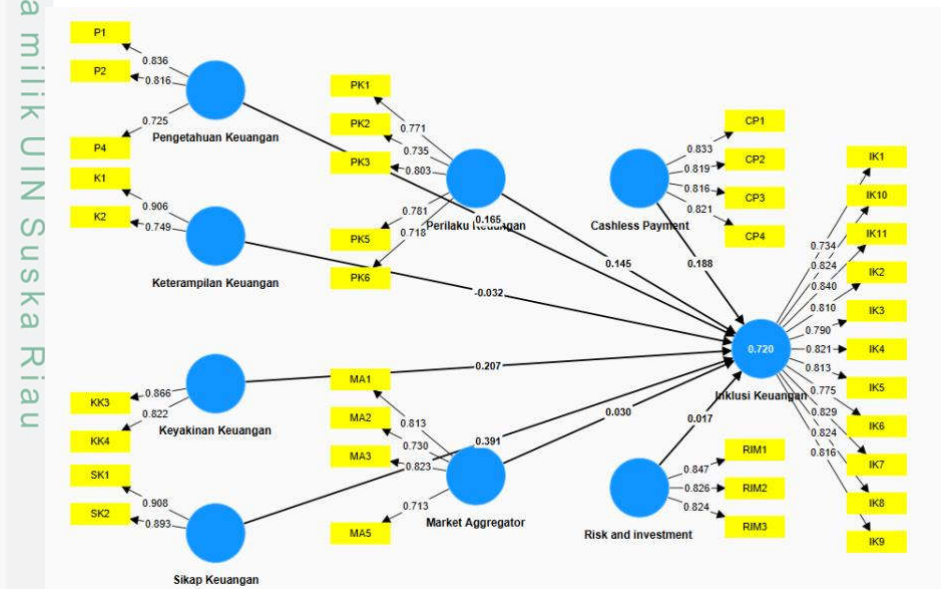 a milik UIN Suska Riau
P1
P2
P4
0.836
0.816
0.725
Pengetahuan Keuangan
K1
K2
0.906
0.749
Keterampilan Keuangan
KK3
KK4
0.866
0.822
Keyakinan Keuangan
SK1
SK2
0.908
0.893
Sikap Keuangan
PK1
PK2
PK3
PK5
PK6
0.771
0.735
0.803
0.781
0.718
Perilaku Keuangan
0.165
0.145
-0.032
0.207
0.391
0.030
MA1
MA2
MA3
MA5
0.813
0.730
0.823
0.713
Market Aggregator
CP1
CP2
CP3
CP4
0.833
0.819
0.816
0.821
Cashless Payment
0.188
0.720
Inklusi Keuangan
0.017
RIM1
RIM2
RIM3
0.847
0.826
0.824
Risk and investment
IK1
IK10
IK11
IK2
IK3
IK4
IK5
IK6
IK7
IK8
IK9
0.734
0.824
0.840
0.810
0.790
0.821
0.813
0.775
0.829
0.824
0.816